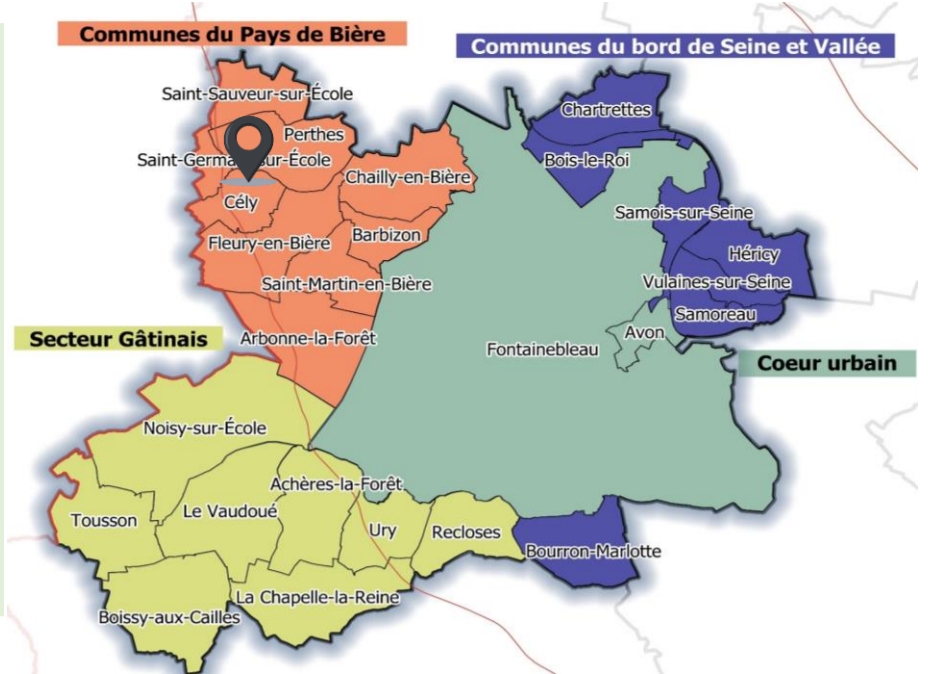 Communes du Pays de Bière
Communes du bord de Seine et Vallée
Saint-Sauveur-sur-École
Chartrettes
Perthes
Saint-Germain-sur-École
Bois-le-Roi
Chailly-en-Bière
Cély
Samois-sur-Seine
Barbizon
Fleury-en-Bière
Héricy
Saint-Martin-en-Bière
Vulaines-sur-Seine
Samoreau
Secteur Gâtinais
Arbonne-la-Forêt
Avon
Fontainebleau
Coeur urbain
Noisy-sur-École
Achères-la-Forêt
Le Vaudoué
Tousson
Ury
Recloses
Bourron-Marlotte
La Chapelle-la-Reine
Boissy-aux-Cailles